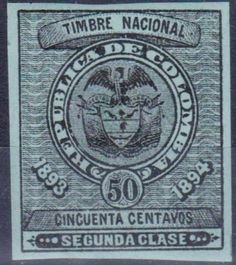 TIMBRE NACIONAL
REPUBLICA DE COLOMBIA
1893 1894
50
CINCUENTA CENTAVOS
SEGUNDA CLASE